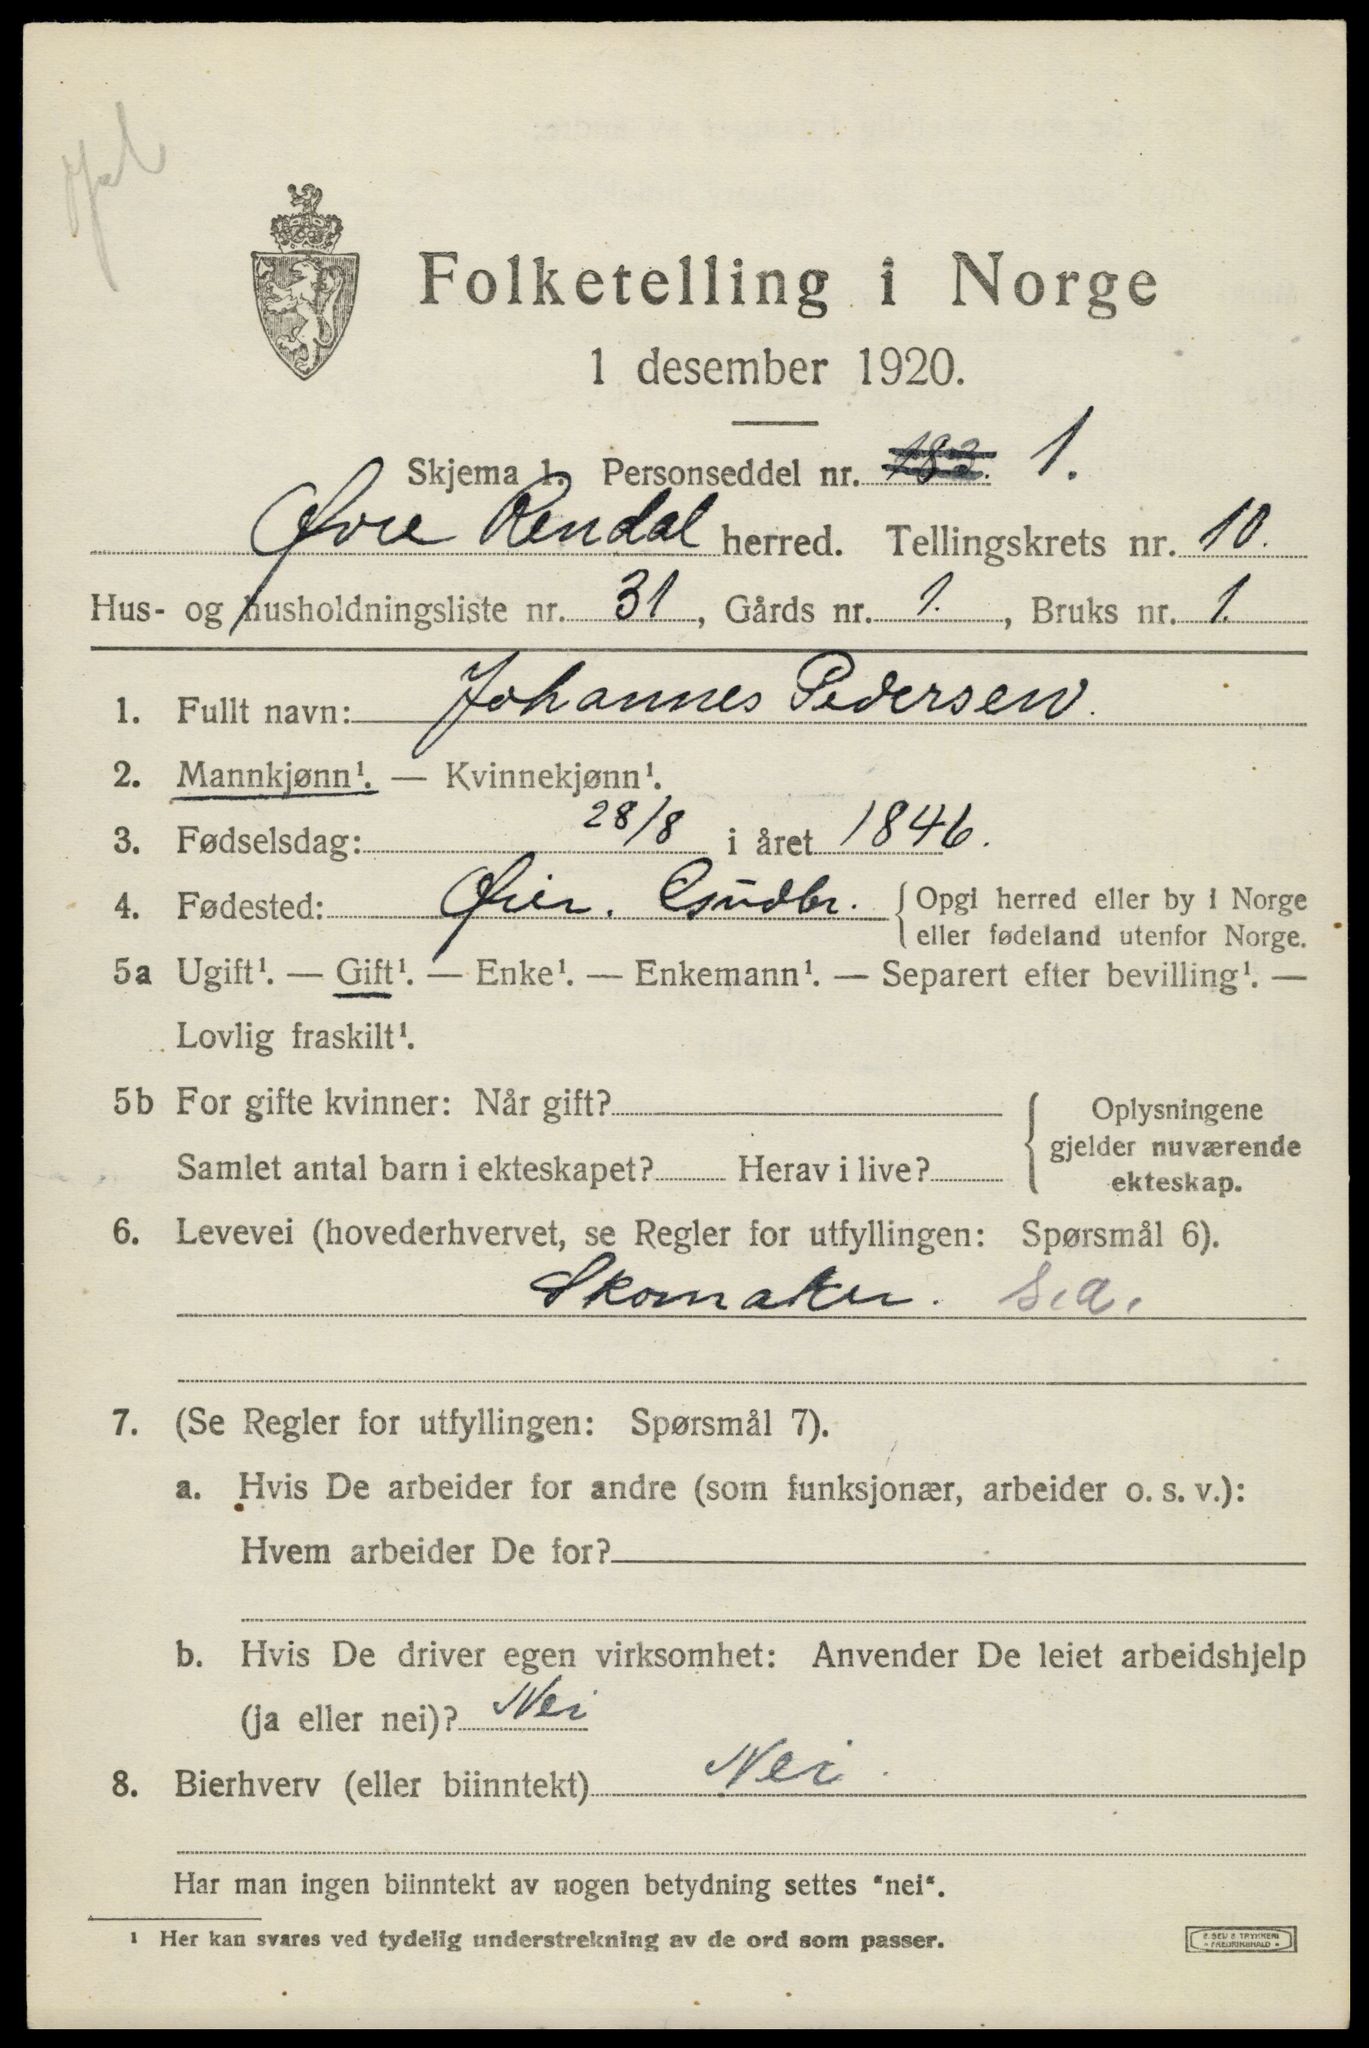 Folketelling i Norge
1 desember 1920.
Skjema 1. Personseddel nr. 183. 1.
Øvre Rendal herred. Tellingskrets nr. 10.
Hus- og husholdningsliste nr. 31, Gårds nr. 1., Bruks nr. 1.
1. Fullt navn: Johannes Pedersen.
2. Mannkjønn¹. — Kvinnekjønn¹.
3. Fødselsdag: 28/8 i året 1846.
4. Fødested: Øier. Gudbr. Opgi herred eller by i Norge
eller fødeland utenfor Norge.
5a Ugift¹. — Gift¹. — Enke¹. — Enkemann¹. — Separert efter bevilling¹. —
Lovlig fraskilt¹.
5b For gifte kvinner: Når gift?
Samlet antal barn i ekteskapet? Herav i live?
Oplysningene
gjelder nuværende
ekteskap.
6. Levevei (hovederhvervet, se Regler for utfyllingen: Spørsmål 6).
Skomaker. s.a.
7. (Se Regler for utfyllingen: Spørsmål 7).
a. Hvis De arbeider for andre (som funksjonær, arbeider o. s. v.):
Hvem arbeider De for?
b. Hvis De driver egen virksomhet: Anvender De leiet arbeidshjelp
(ja eller nei)? Nei
8. Bierhverv (eller biinntekt) Nei.
Har man ingen biinntekt av nogen betydning settes "nei".
¹ Her kan svares ved tydelig understrekning av de ord som passer.